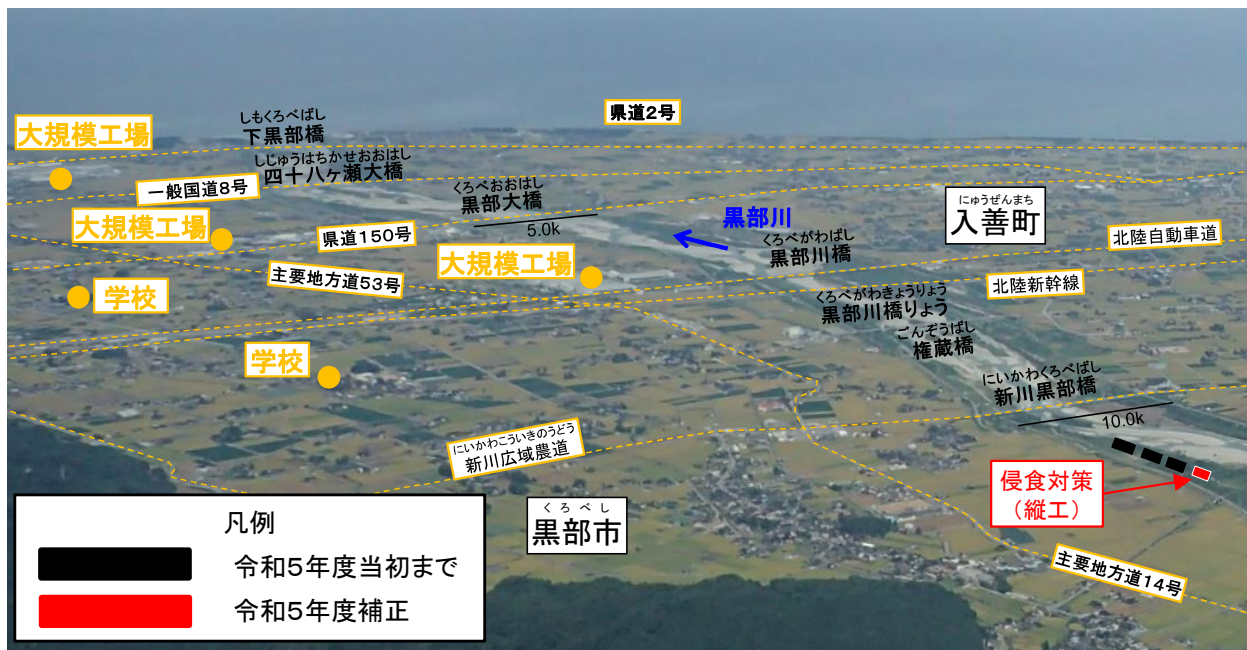 県道2号
しもくろべばし
下黒部橋
大規模工場
しじゅうはちかせおおはし
四十八ヶ瀬大橋
一般国道8号
くろべおおはし
黒部大橋
5.0k
黒部川
にゅうぜんまち
入善町
大規模工場
県道150号
くろべがわばし
黒部川橋
北陸自動車道
主要地方道53号
大規模工場
北陸新幹線
学校
くろべがわきょうりょう
黒部川橋りょう
ごんぞうばし
権蔵橋
学校
にいかわくろべばし
新川黒部橋
10.0k
にいかわこういきのうどう
新川広域農道
侵食対策
（縦工）
くろべし
黒部市
主要地方道14号
凡例
令和5年度当初まで
令和5年度補正